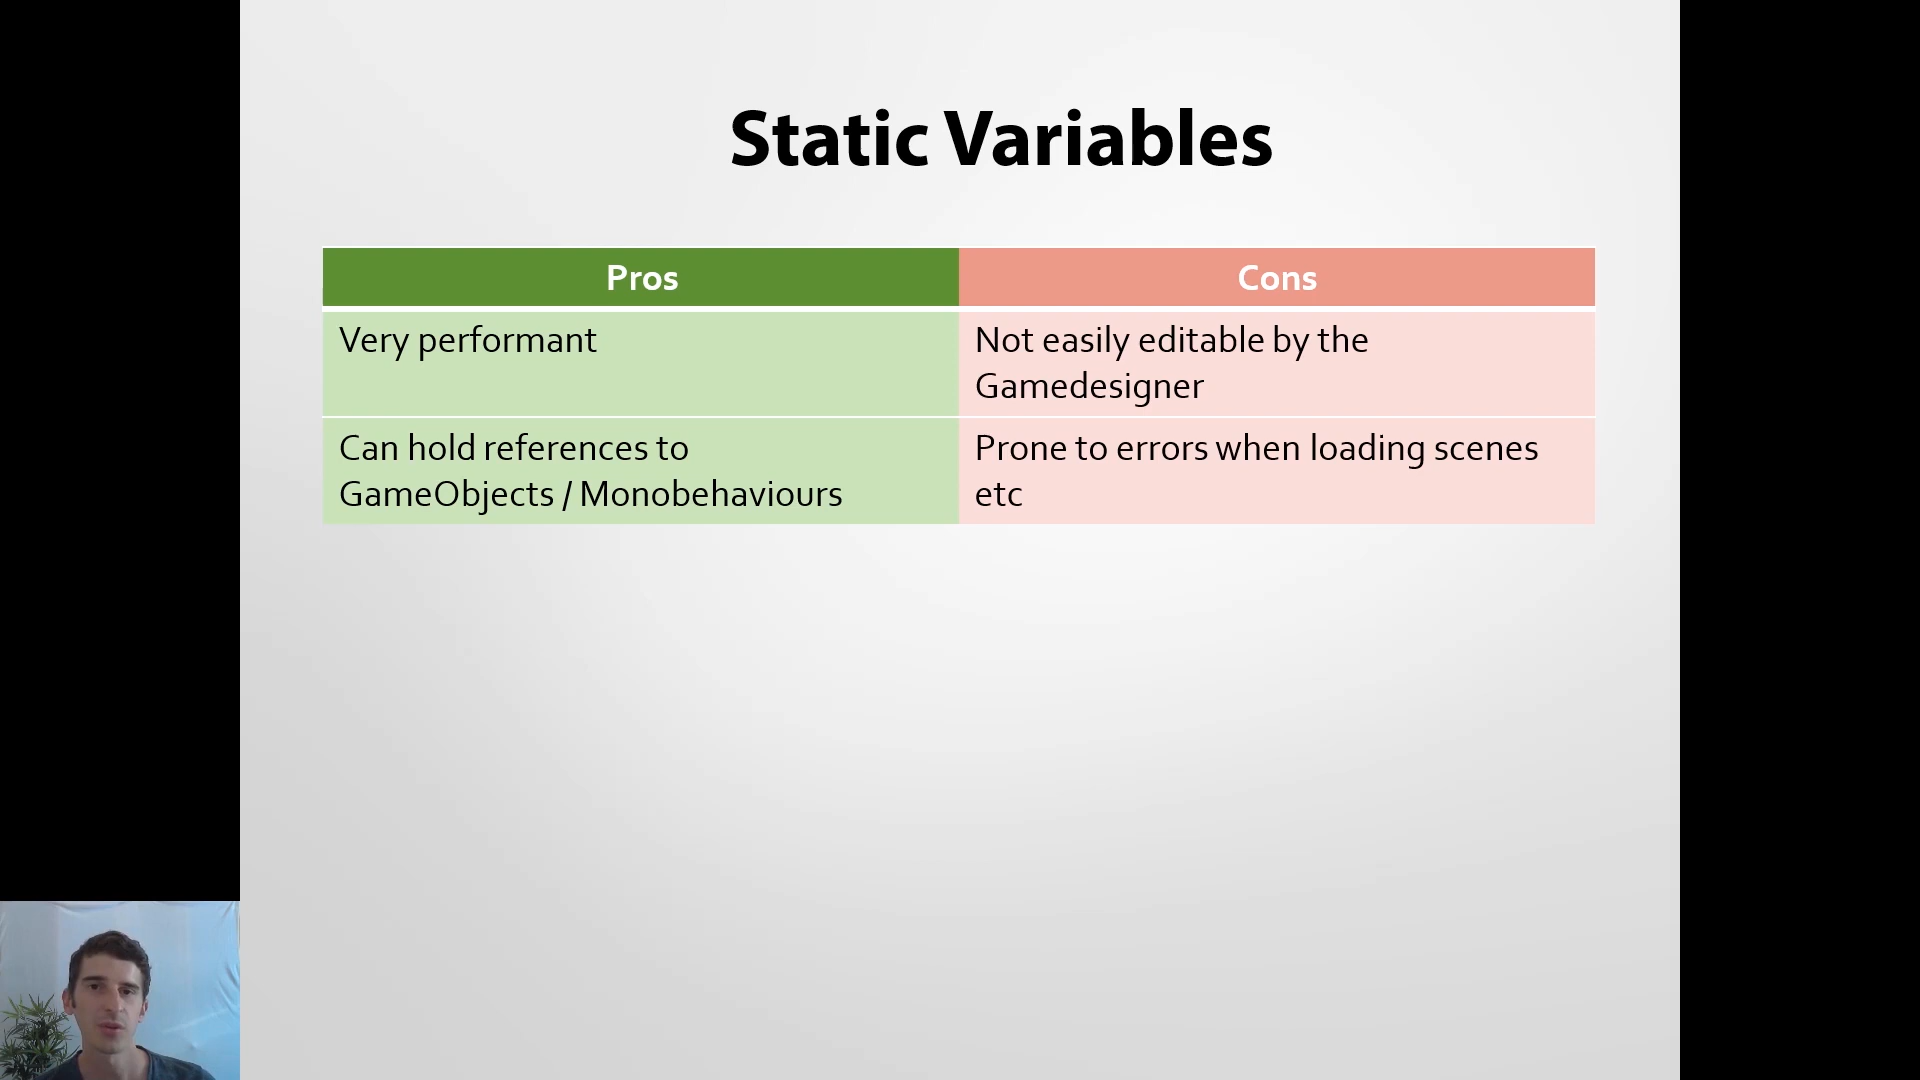 Static Variables
Pros
Cons
Very performant
Not easily editable by the
Gamedesigner
Can hold references to
GameObjects / Monobehaviours
Prone to errors when loading scenes
etc